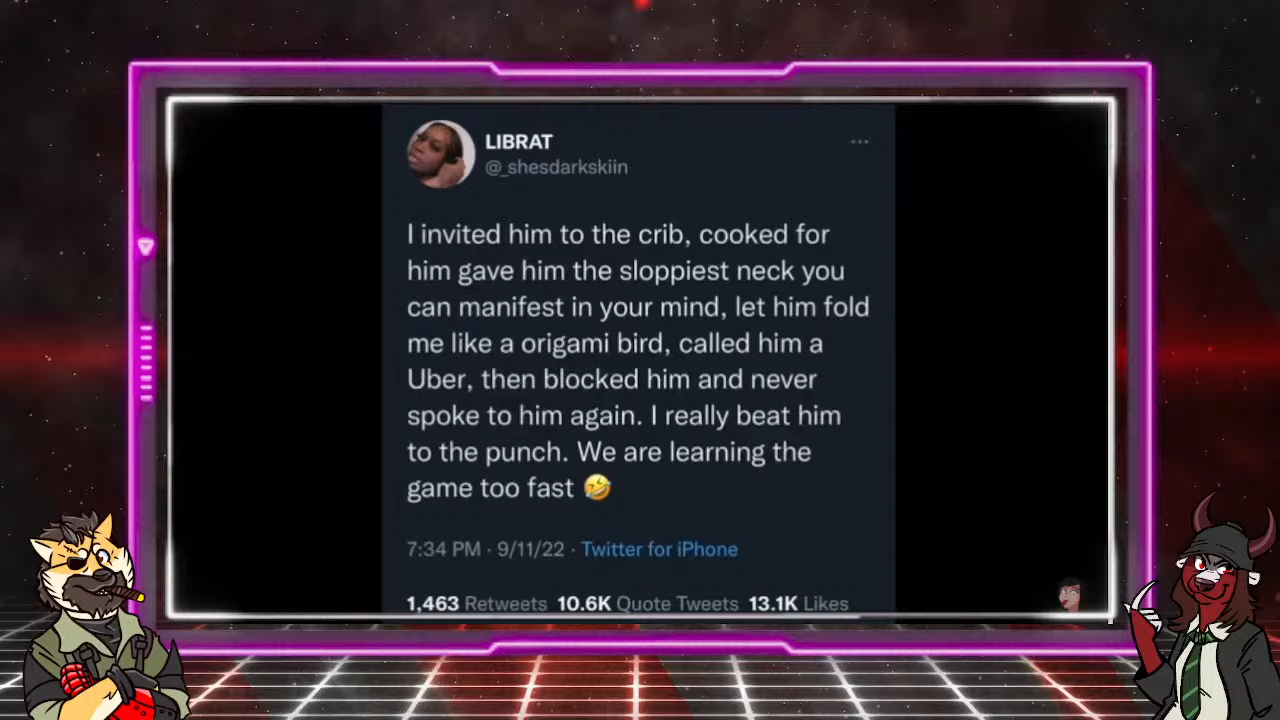 LIBRAT
@_shesdarkskiin
I invited him to the crib, cooked for
him gave him the sloppiest neck you
can manifest in your mind, let him fold
me like a origami bird, called him a
Uber, then blocked him and never
spoke to him again. I really beat him
to the punch. We are learning the
game too fast 🤣
7:34 PM · 9/11/22 · Twitter for iPhone
1,463 Retweets 10.6K Quote Tweets 13.1K Likes